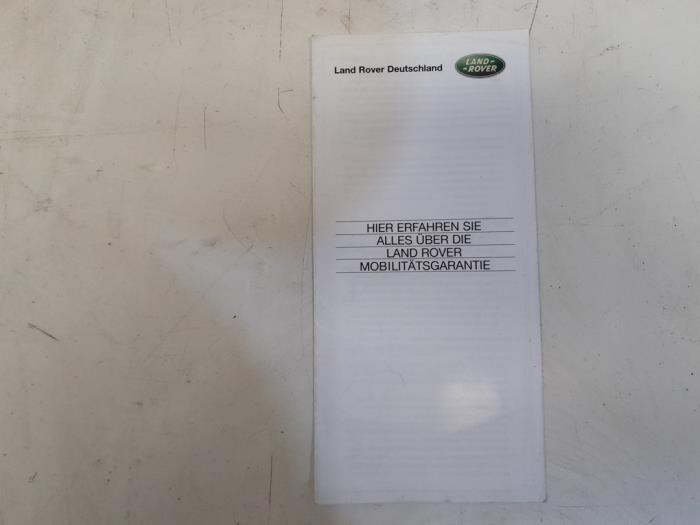 Land Rover Deutschland
LAND-
-ROVER
HIER ERFAHREN SIE
ALLES ÜBER DIE
LAND ROVER
MOBILITÄTSGARANTIE